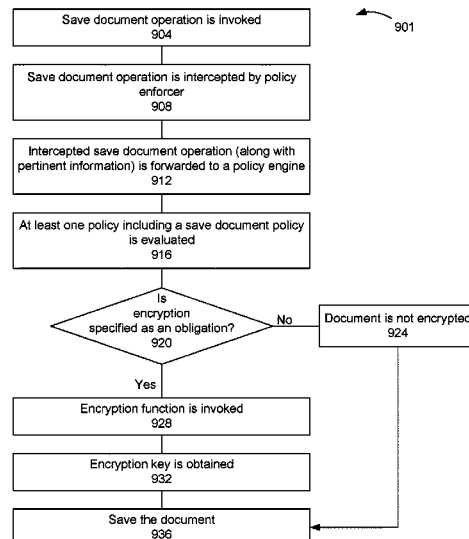 Save document operation is invoked
904
901
Save document operation is intercepted by policy
enforcer
908
Intercepted save document operation (along with
pertinent information) is forwarded to a policy engine
912
At least one policy including a save document policy
is evaluated
916
Is
encryption
specified as an obligation?
920
No
Document is not encrypted
924
Yes
Encryption function is invoked
928
Encryption key is obtained
932
Save the document
936